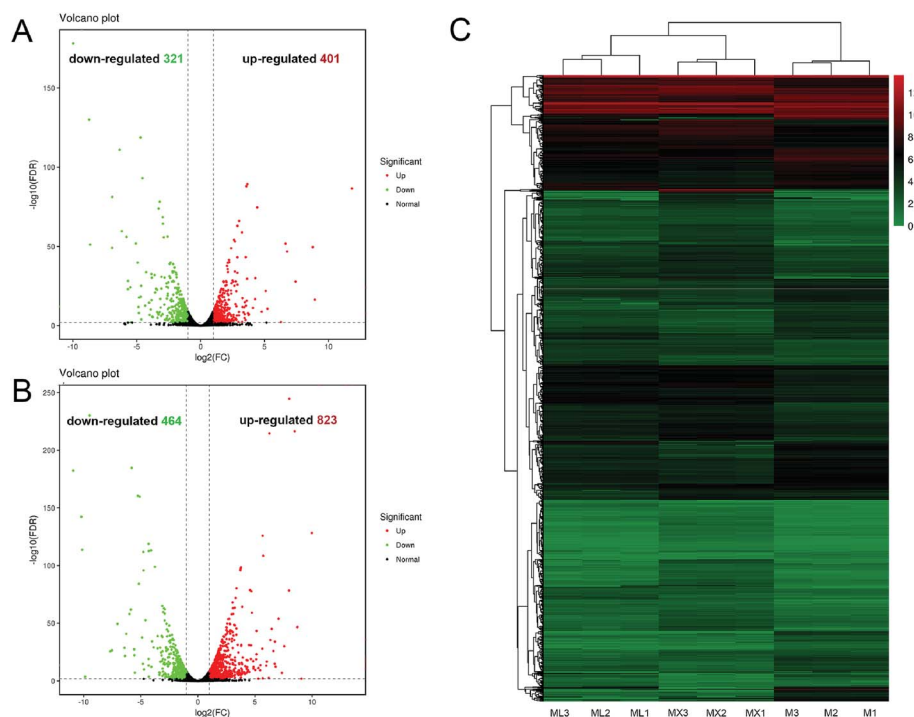 A
Volcano plot
down-regulated 321
up-regulated 401
150
100
50
0
-log10(FDR)
-10
-5
0
5
10
log2(FC)
Significant
Up
Down
Normal
B
Volcano plot
down-regulated 464
up-regulated 823
250
200
150
100
50
0
-log10(FDR)
-10
-5
0
5
10
log2(FC)
Significant
Up
Down
Normal
C
8
6
4
2
0
ML3 ML2 ML1 MX3 MX2 MX1 M3 M2 M1